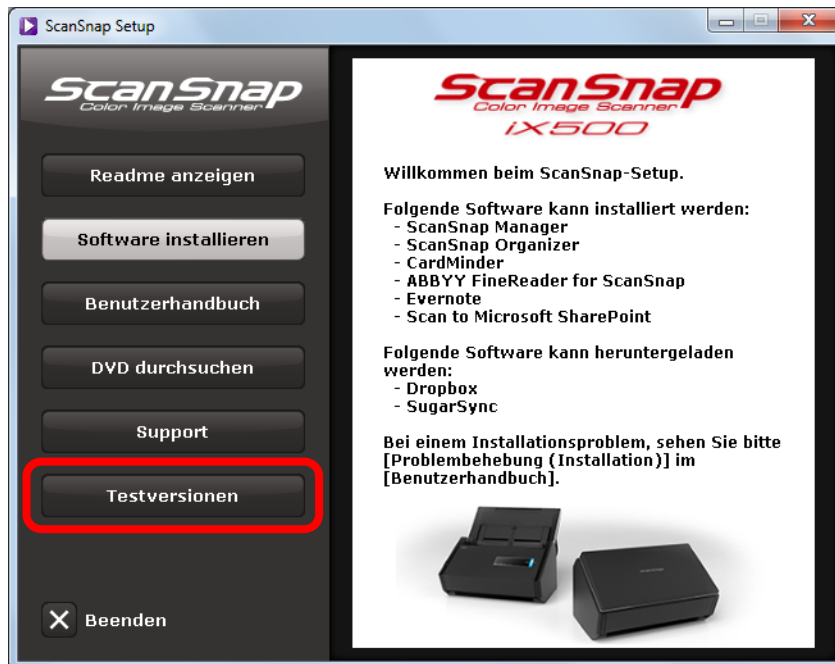 ScanSnap Setup
ScanSnap
Color Image Scanner
Readme anzeigen
Software installieren
Benutzerhandbuch
DVD durchsuchen
Support
Testversionen
Beenden
ScanSnap
Color Image Scanner
iX500
Willkommen beim ScanSnap-Setup.
Folgende Software kann installiert werden:
- ScanSnap Manager
- ScanSnap Organizer
- CardMinder
- ABBYY FineReader for ScanSnap
- Evernote
- Scan to Microsoft SharePoint
Folgende Software kann heruntergeladen
werden:
- Dropbox
- SugarSync
Bei einem Installationsproblem, sehen Sie bitte
[Problembehebung (Installation)] im
[Benutzerhandbuch].